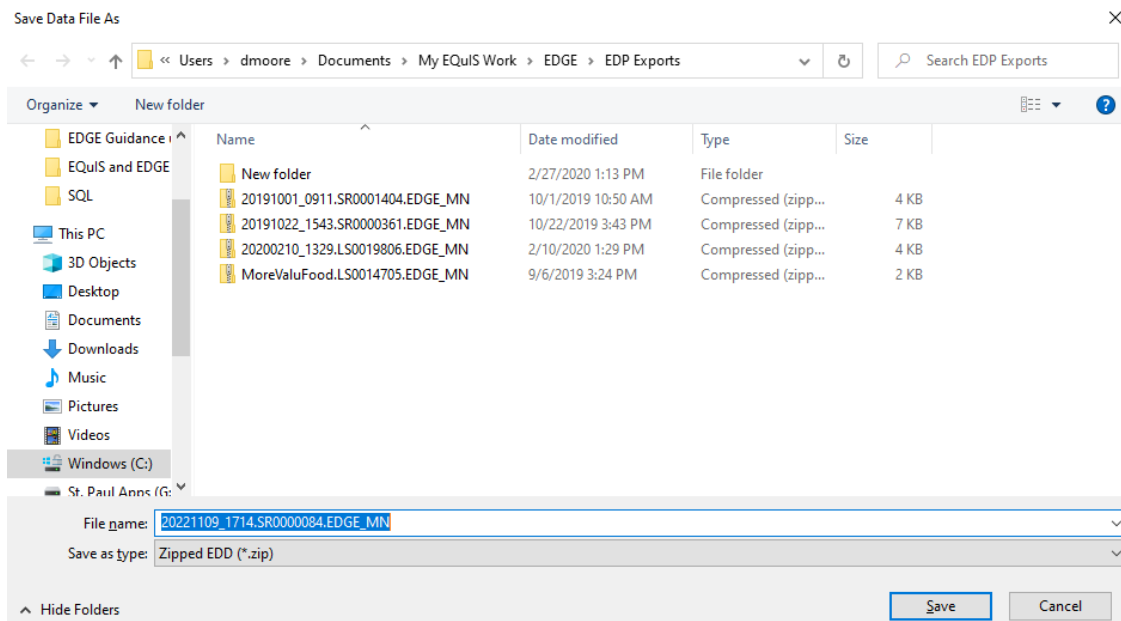 Save Data File As
« Users › dmoore › Documents › My EQuIS Work › EDGE › EDP Exports
Search EDP Exports
Organize
New folder
EDGE Guidance
EQuIS and EDGE
SQL
This PC
3D Objects
Desktop
Documents
Downloads
Music
Pictures
Videos
Windows (C:)
St. Paul Apps (G:
Name Date modified Type Size
New folder 2/27/2020 1:13 PM File folder
20191001_0911.SR0001404.EDGE_MN 10/1/2019 10:50 AM Compressed (zipp... 4 KB
20191022_1543.SR0000361.EDGE_MN 10/22/2019 3:43 PM Compressed (zipp... 7 KB
20200210_1329.LS0019806.EDGE_MN 2/10/2020 1:29 PM Compressed (zipp... 4 KB
MoreValuFood.LS0014705.EDGE_MN 9/6/2019 3:24 PM Compressed (zipp... 2 KB
File name: 20221109_1714.SR0000084.EDGE_MN
Save as type: Zipped EDD (*.zip)
Hide Folders
Save
Cancel